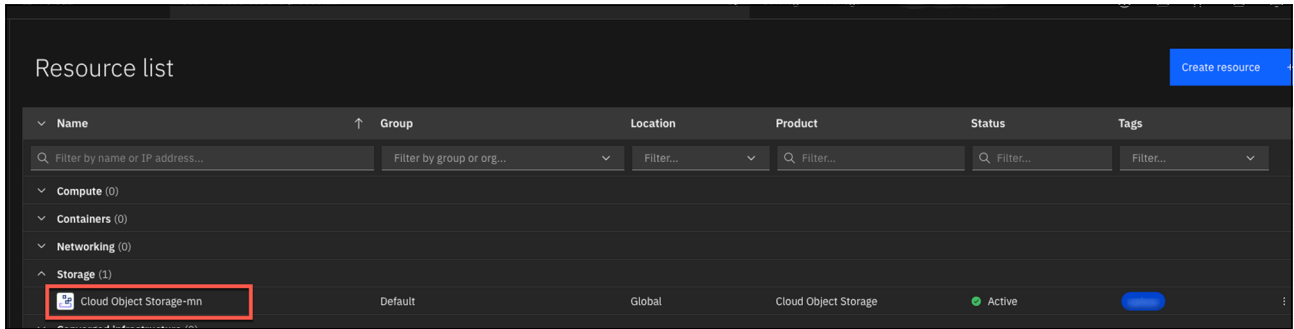 Resource list
Create resource +
Name Group Location Product Status Tags
Filter by name or IP address... Filter by group or org... Filter... Filter... Filter... Filter...
Compute (0)
Containers (0)
Networking (0)
Storage (1)
Cloud Object Storage-mn Default Global Cloud Object Storage Active